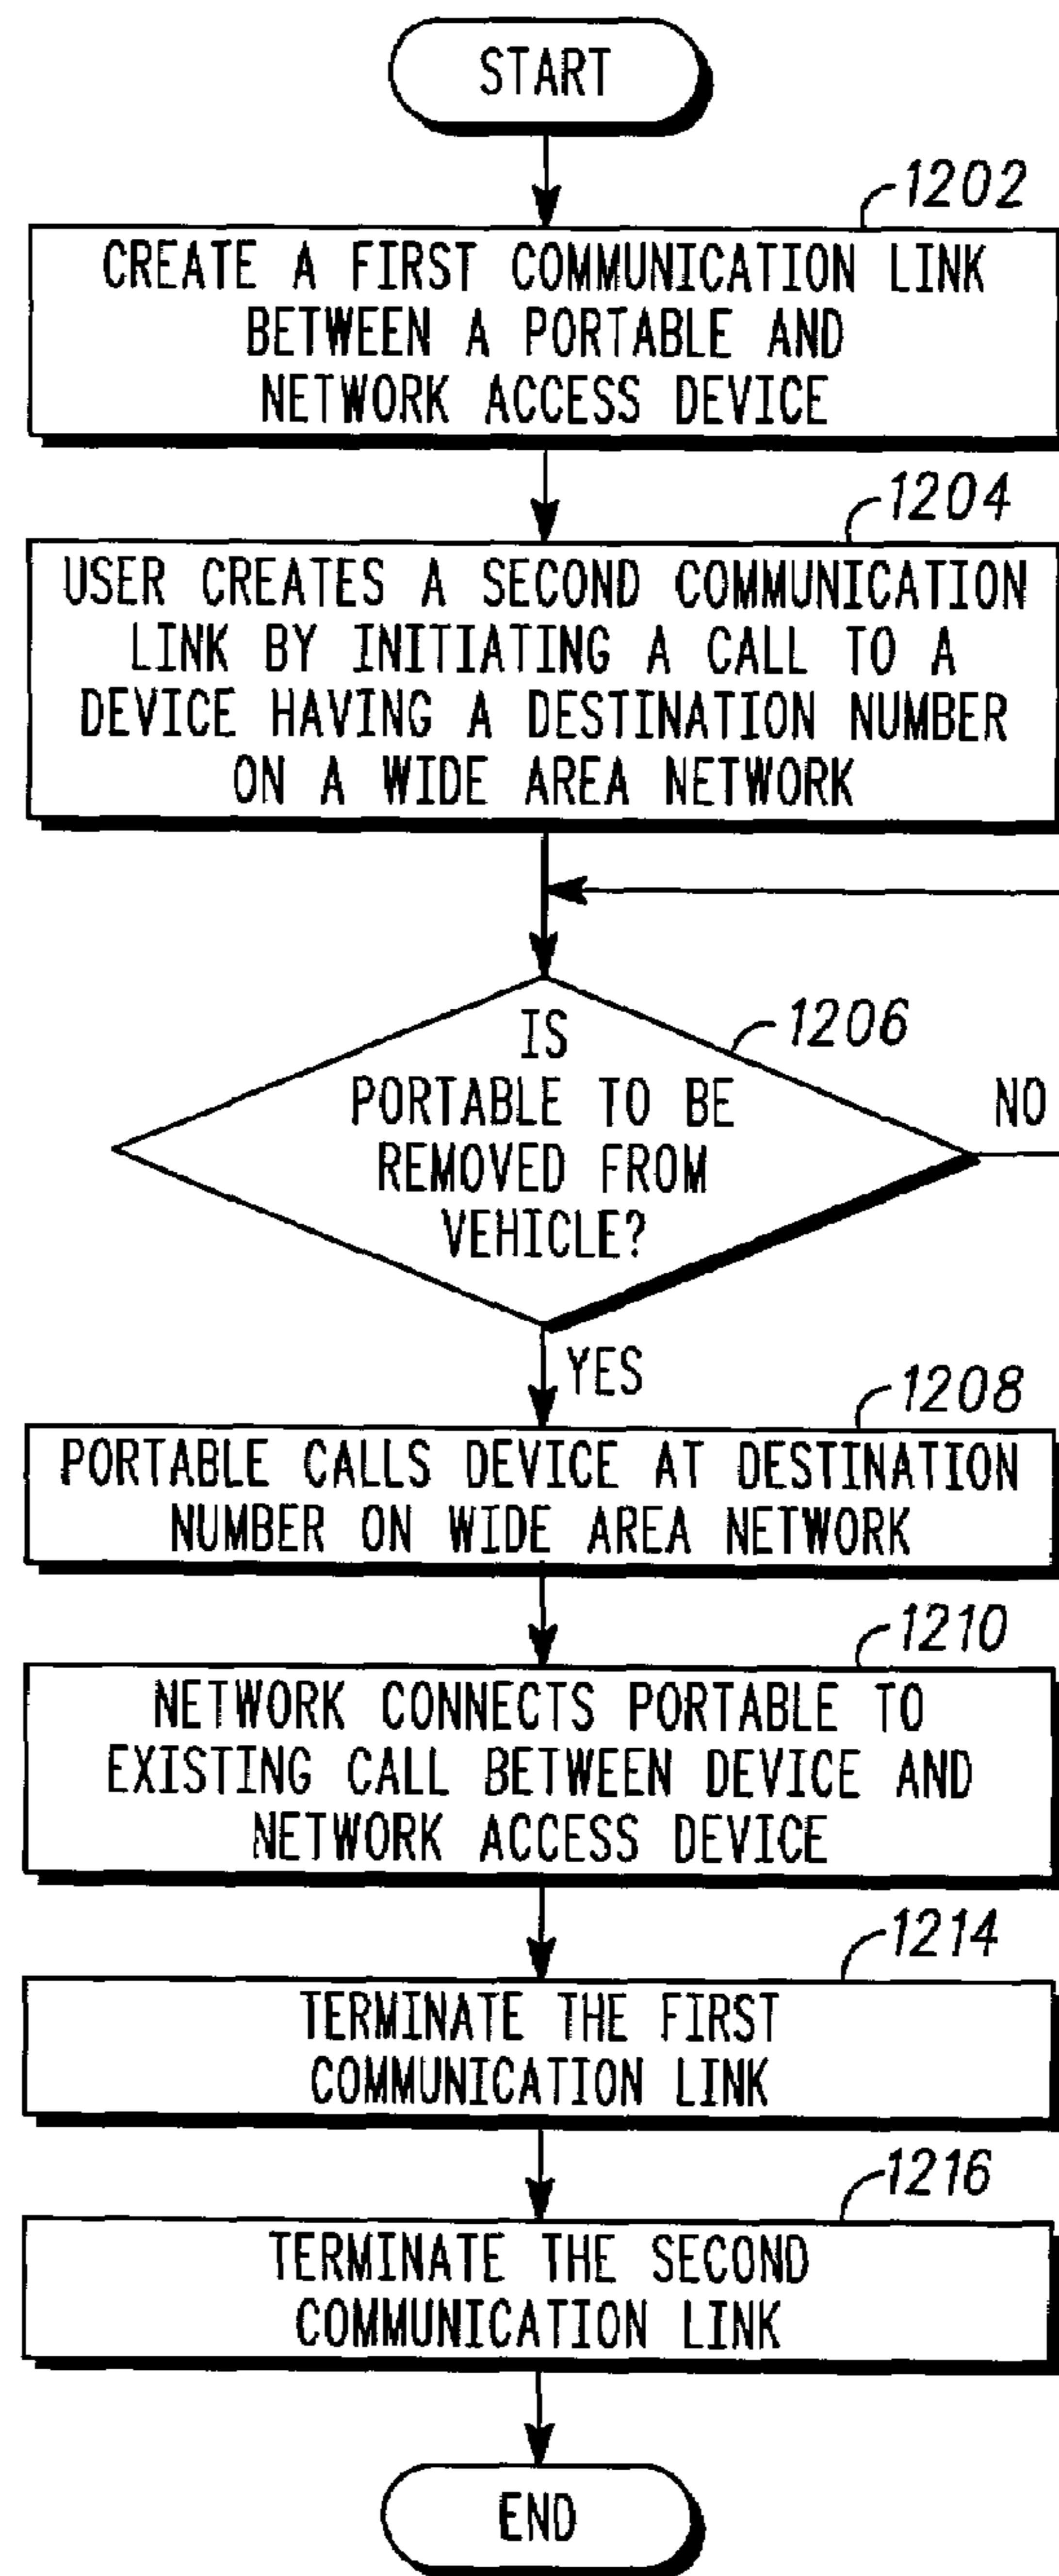 START
1202
CREATE A FIRST COMMUNICATION LINK
BETWEEN A PORTABLE AND
NETWORK ACCESS DEVICE
1204
USER CREATES A SECOND COMMUNICATION
LINK BY INITIATING A CALL TO A
DEVICE HAVING A DESTINATION NUMBER
ON A WIDE AREA NETWORK
1206
IS
PORTABLE TO BE
REMOVED FROM
VEHICLE?
NO
YES
1208
PORTABLE CALLS DEVICE AT DESTINATION
NUMBER ON WIDE AREA NETWORK
1210
NETWORK CONNECTS PORTABLE TO
EXISTING CALL BETWEEN DEVICE AND
NETWORK ACCESS DEVICE
1214
TERMINATE THE FIRST
COMMUNICATION LINK
1216
TERMINATE THE SECOND
COMMUNICATION LINK
END